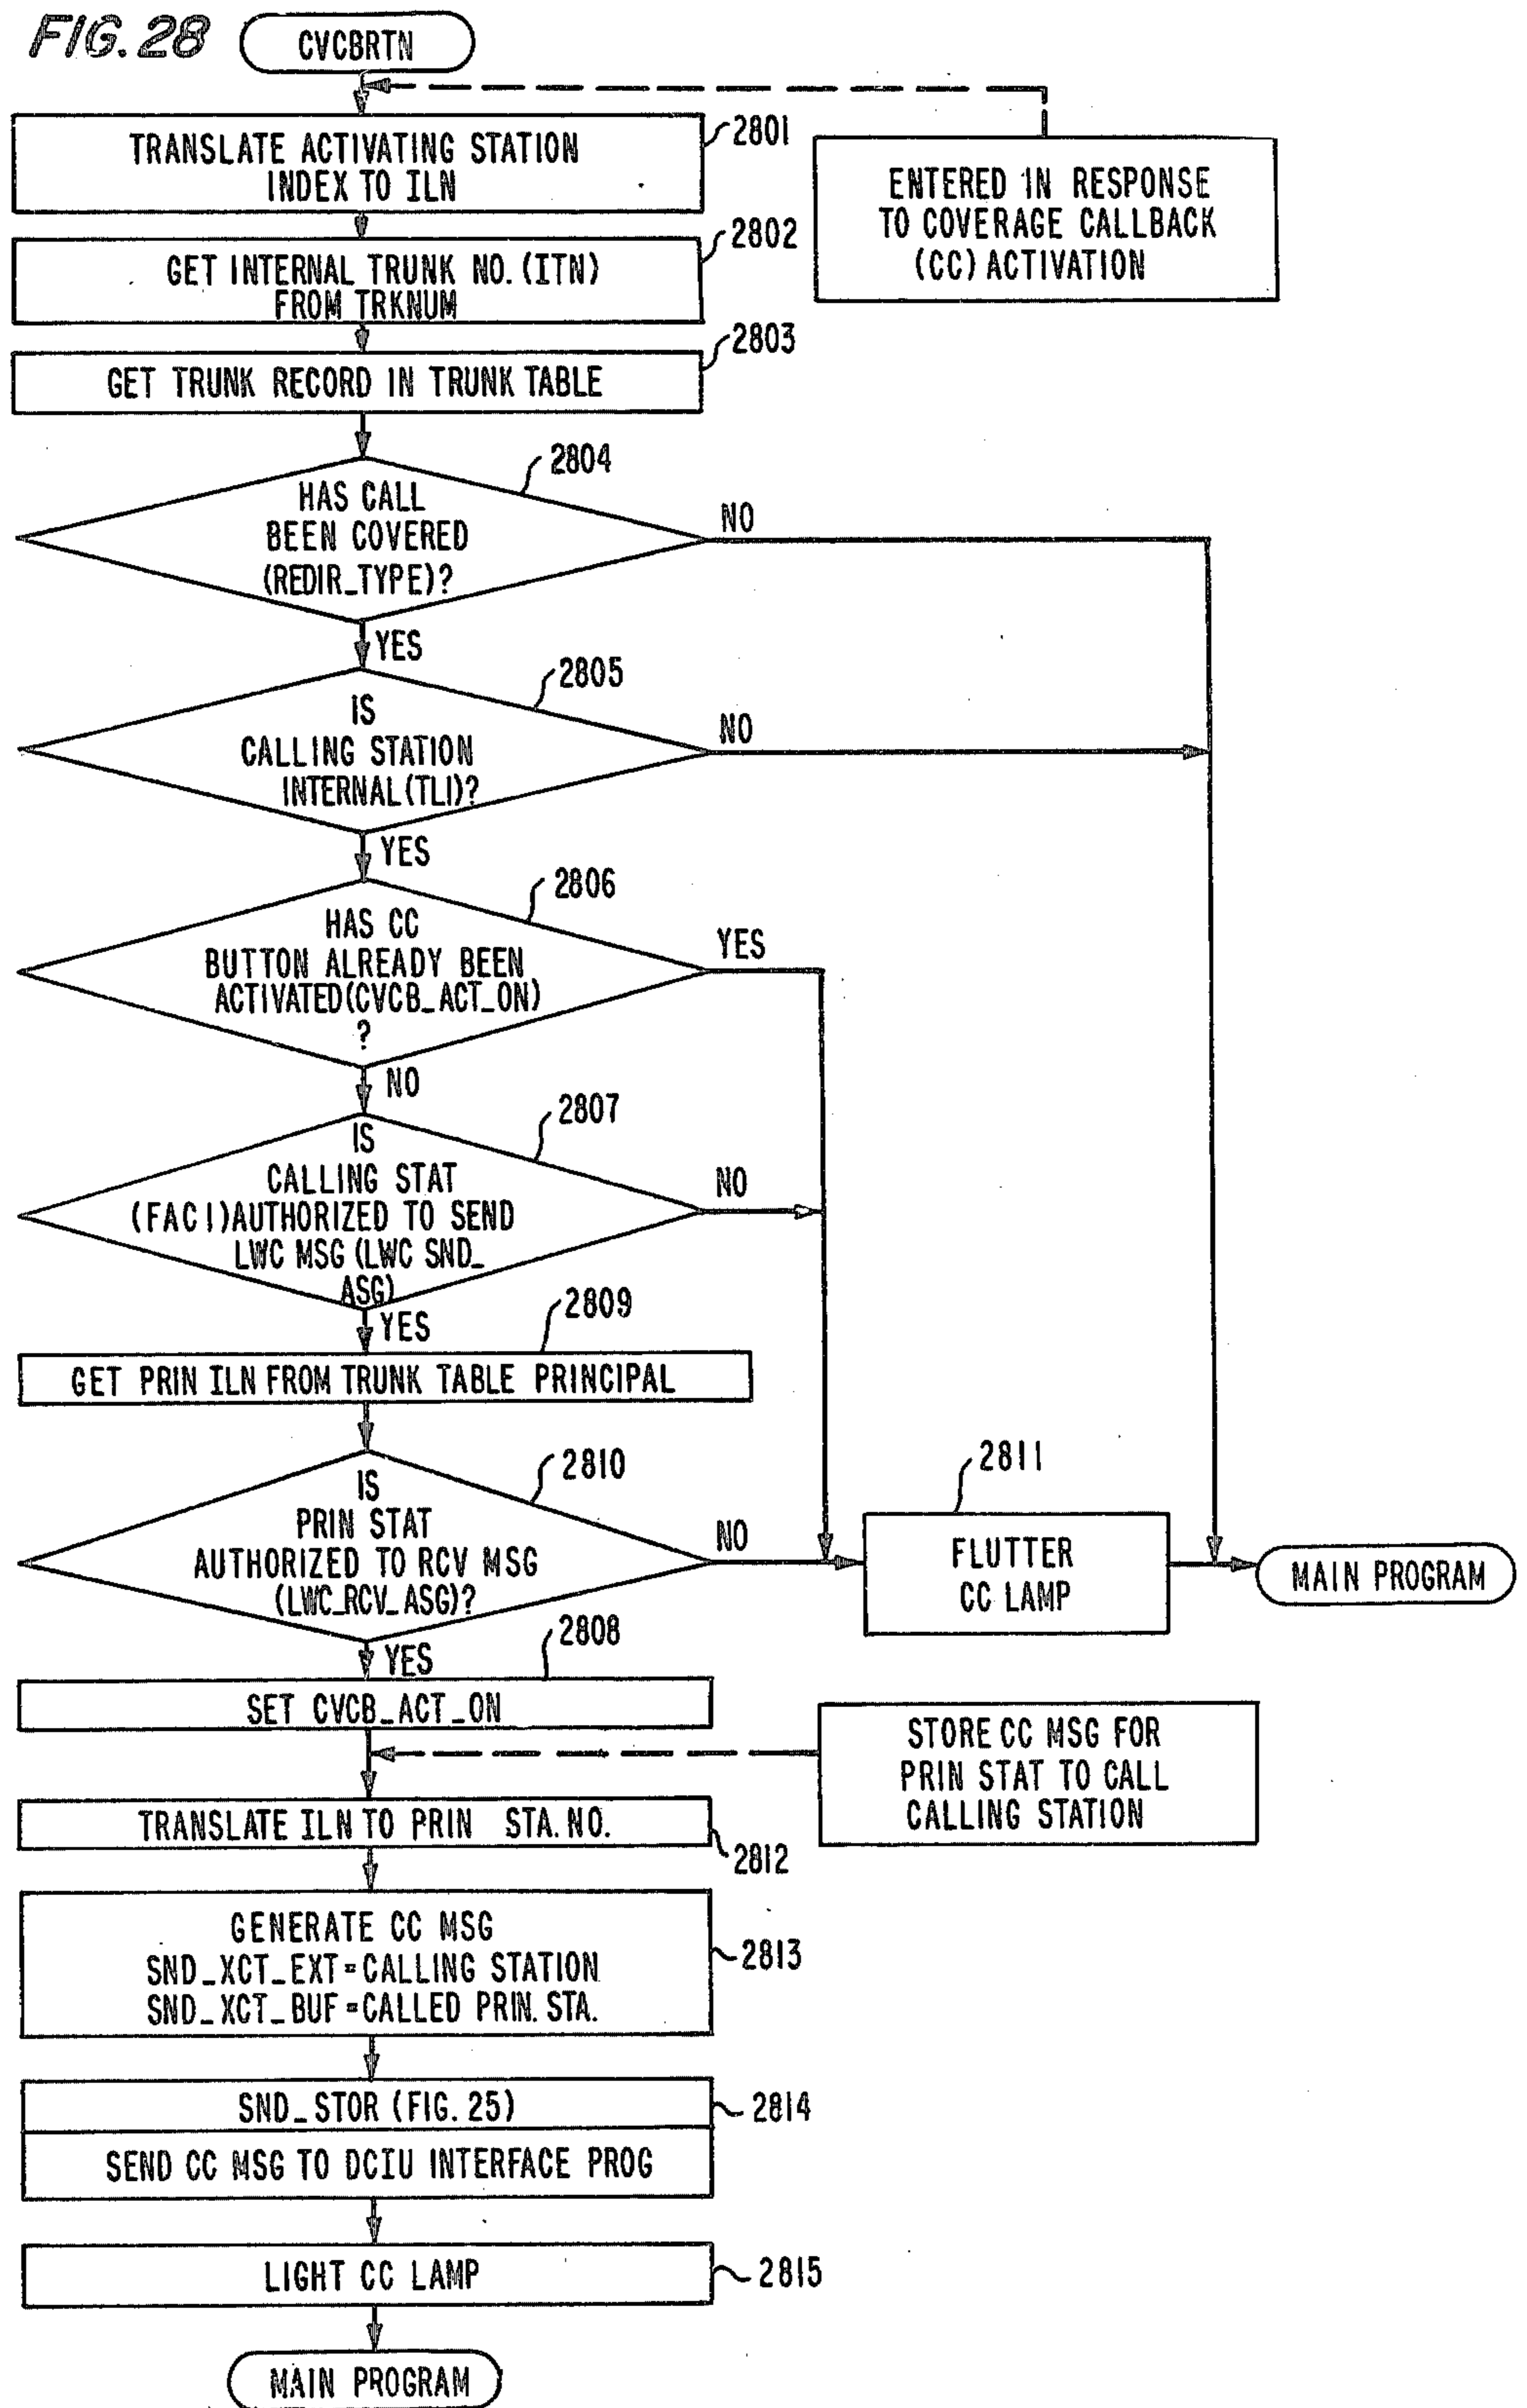 FIG. 28
CVCBRTN
TRANSLATE ACTIVATING STATION
INDEX TO ILN
2801
ENTERED IN RESPONSE
TO COVERAGE CALLBACK
(CC) ACTIVATION
GET INTERNAL TRUNK NO. (ITN)
FROM TRKNUM
2802
GET TRUNK RECORD IN TRUNK TABLE
2803
HAS CALL
BEEN COVERED
(REDIR_TYPE)?
2804
NO
YES
IS
CALLING STATION
INTERNAL (TLI)?
2805
NO
YES
HAS CC
BUTTON ALREADY BEEN
ACTIVATED (CVCB_ACT_ON)
?
2806
YES
NO
IS
CALLING STAT
(FAC I) AUTHORIZED TO SEND
LWC MSG (LWC SND_
ASG)
2807
NO
YES
2809
GET PRIN ILN FROM TRUNK TABLE PRINCIPAL
IS
PRIN STAT
AUTHORIZED TO RCV MSG
(LWC_RCV_ASG)?
2810
NO
2811
FLUTTER
CC LAMP
MAIN PROGRAM
YES
2808
SET CVCB_ACT_ON
STORE CC MSG FOR
PRIN STAT TO CALL
CALLING STATION
TRANSLATE ILN TO PRIN STA. NO.
2812
GENERATE CC MSG
SND_XCT_EXT = CALLING STATION
SND_XCT_BUF = CALLED PRIN. STA.
2813
SND_STOR (FIG. 25)
2814
SEND CC MSG TO DCIU INTERFACE PROG
LIGHT CC LAMP
2815
MAIN PROGRAM